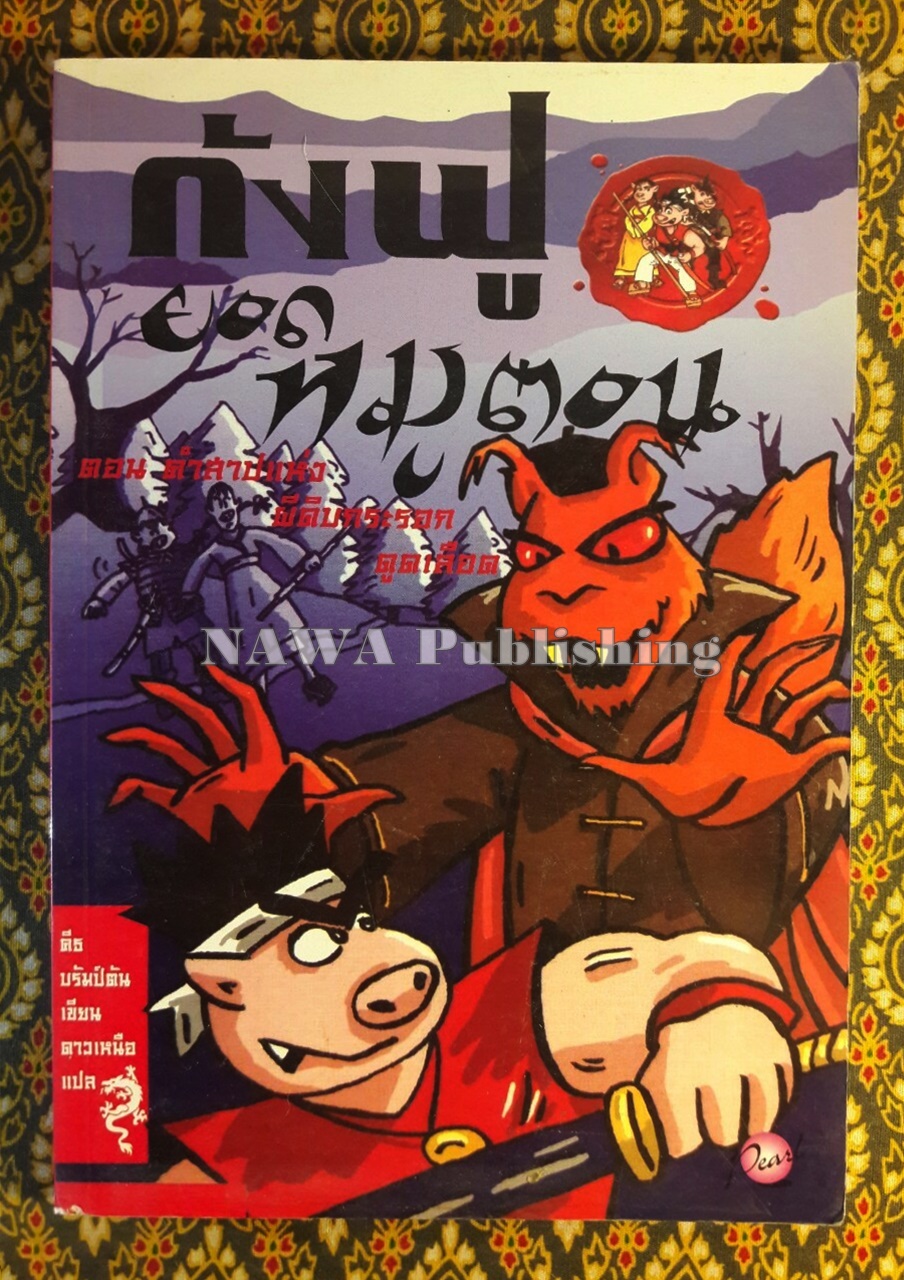 กังฟู
ยอด
หมูตอน
ตอน คำสาปแห่ง
ผีดิบกระรอก
ดูดเลือด
NAWA Publishing
คีธ
บรัมป์ตัน
เขียน
ดาวเหนือ
แปล
Pearl